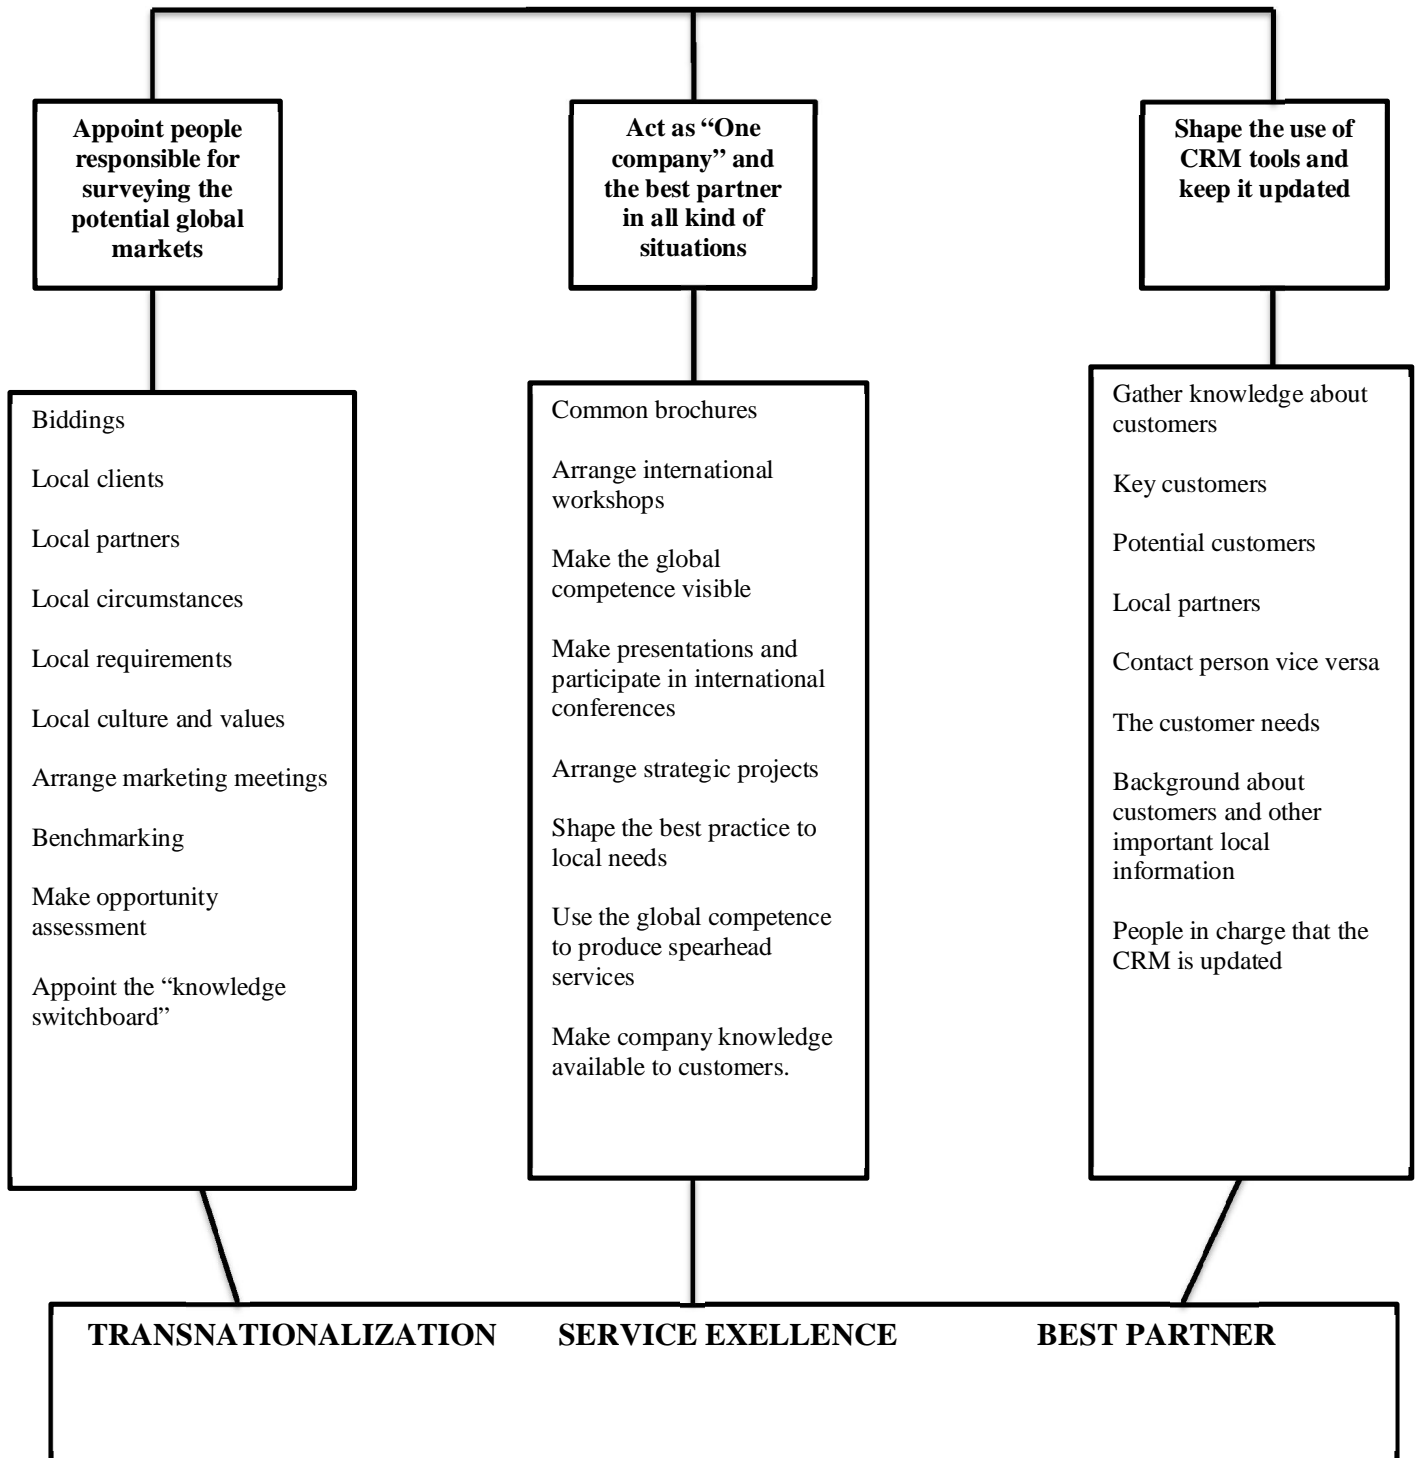 Appoint people
responsible for
surveying the
potential global
markets
Act as “One
company” and
the best partner
in all kind of
situations
Shape the use of
CRM tools and
keep it updated
Biddings
Local clients
Local partners
Local circumstances
Local requirements
Local culture and values
Arrange marketing meetings
Benchmarking
Make opportunity
assessment
Appoint the “knowledge
switchboard”
Common brochures
Arrange international
workshops
Make the global
competence visible
Make presentations and
participate in international
conferences
Arrange strategic projects
Shape the best practice to
local needs
Use the global competence
to produce spearhead
services
Make company knowledge
available to customers.
Gather knowledge about
customers
Key customers
Potential customers
Local partners
Contact person vice versa
The customer needs
Background about
customers and other
important local
information
People in charge that the
CRM is updated
TRANSNATIONALIZATION SERVICE EXELLENCE BEST PARTNER